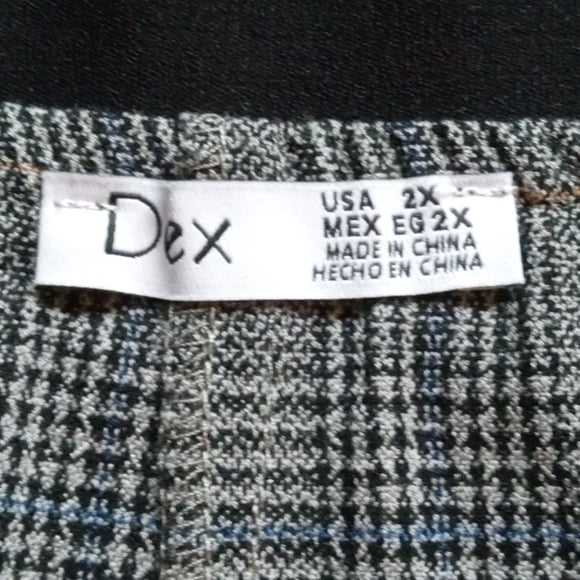 Dex
USA 2X
MEX EG 2X
MADE IN CHINA
HECHO EN CHINA